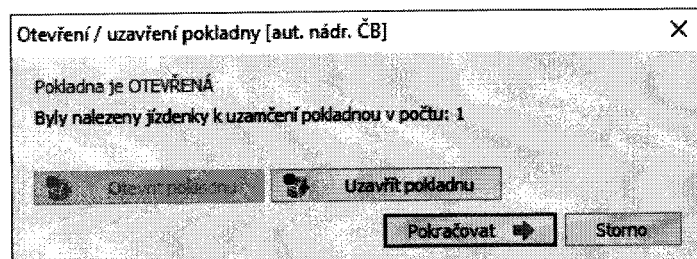 Otevření / uzavření pokladny [aut. nádr. ČB]
Pokladna je OTEVŘENÁ
Byly nalezeny jízdenky k uzamčení pokladnou v počtu: 1
Otevřít pokladnu
Uzavřít pokladnu
Pokračovat
Storno